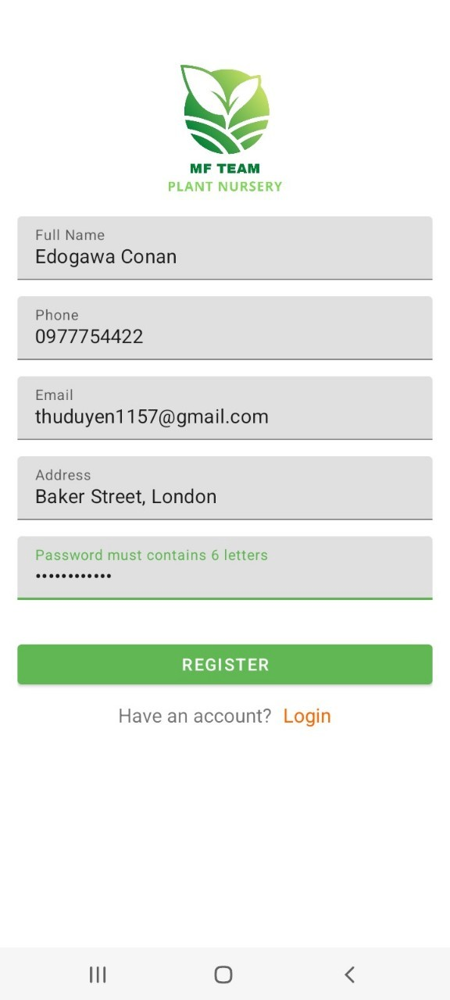 MF TEAM
PLANT NURSERY
Full Name
Edogawa Conan
Phone
0977754422
Email
thuduyen1157@gmail.com
Address
Baker Street, London
Password must contains 6 letters
••••••••••••
REGISTER
Have an account? Login